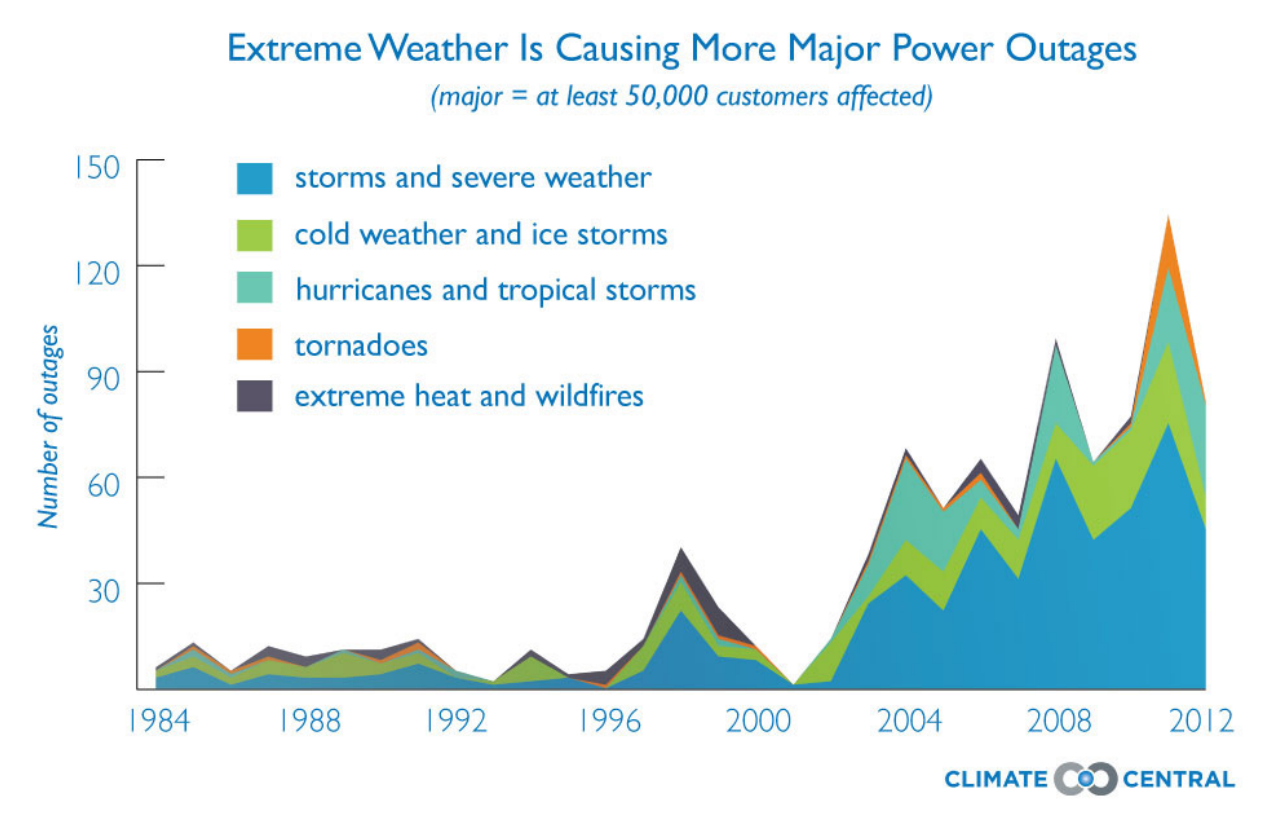 Extreme Weather Is Causing More Major Power Outages
(major = at least 50,000 customers affected)
150
120
90
60
30
Number of outages
storms and severe weather
cold weather and ice storms
hurricanes and tropical storms
tornadoes
extreme heat and wildfires
1984 1988 1992 1996 2000 2004 2008 2012
CLIMATE CENTRAL